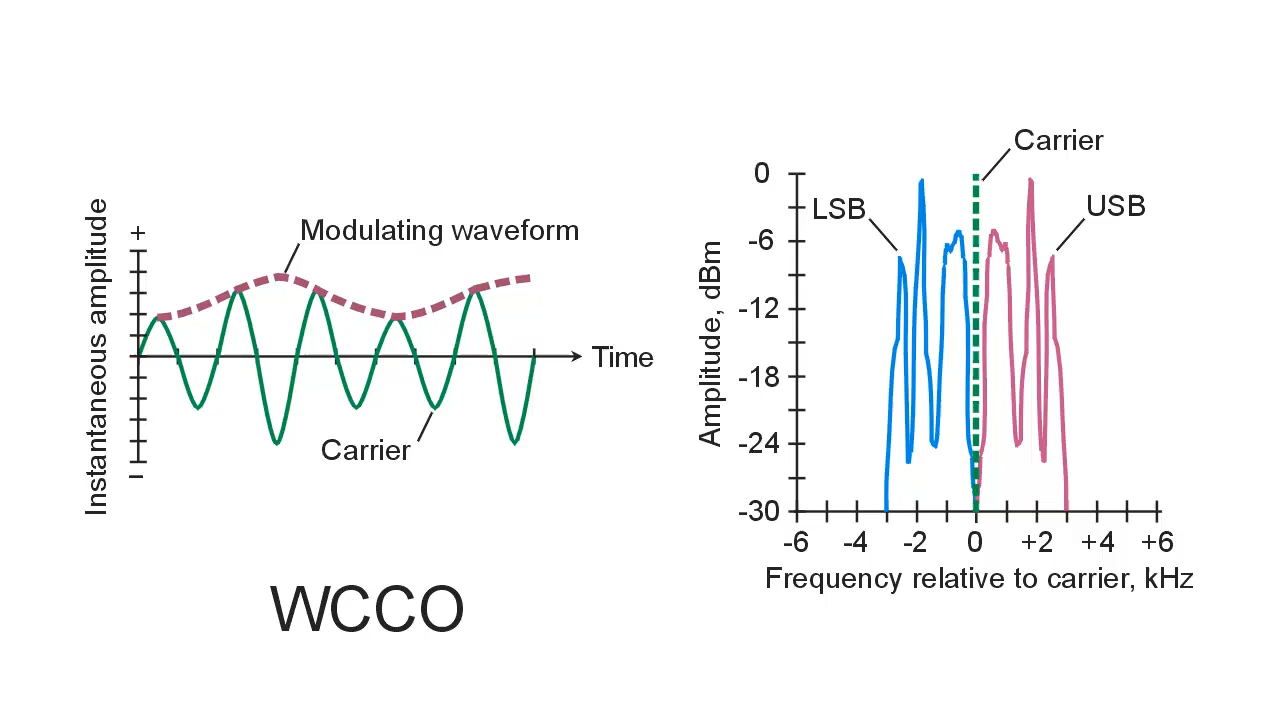 Instantaneous amplitude
+
−
Modulating waveform
Time
Carrier
WCCO
Carrier
LSB
USB
Amplitude, dBm
0
-6
-12
-18
-24
-30
-6 -4 -2 0 +2 +4 +6
Frequency relative to carrier, kHz